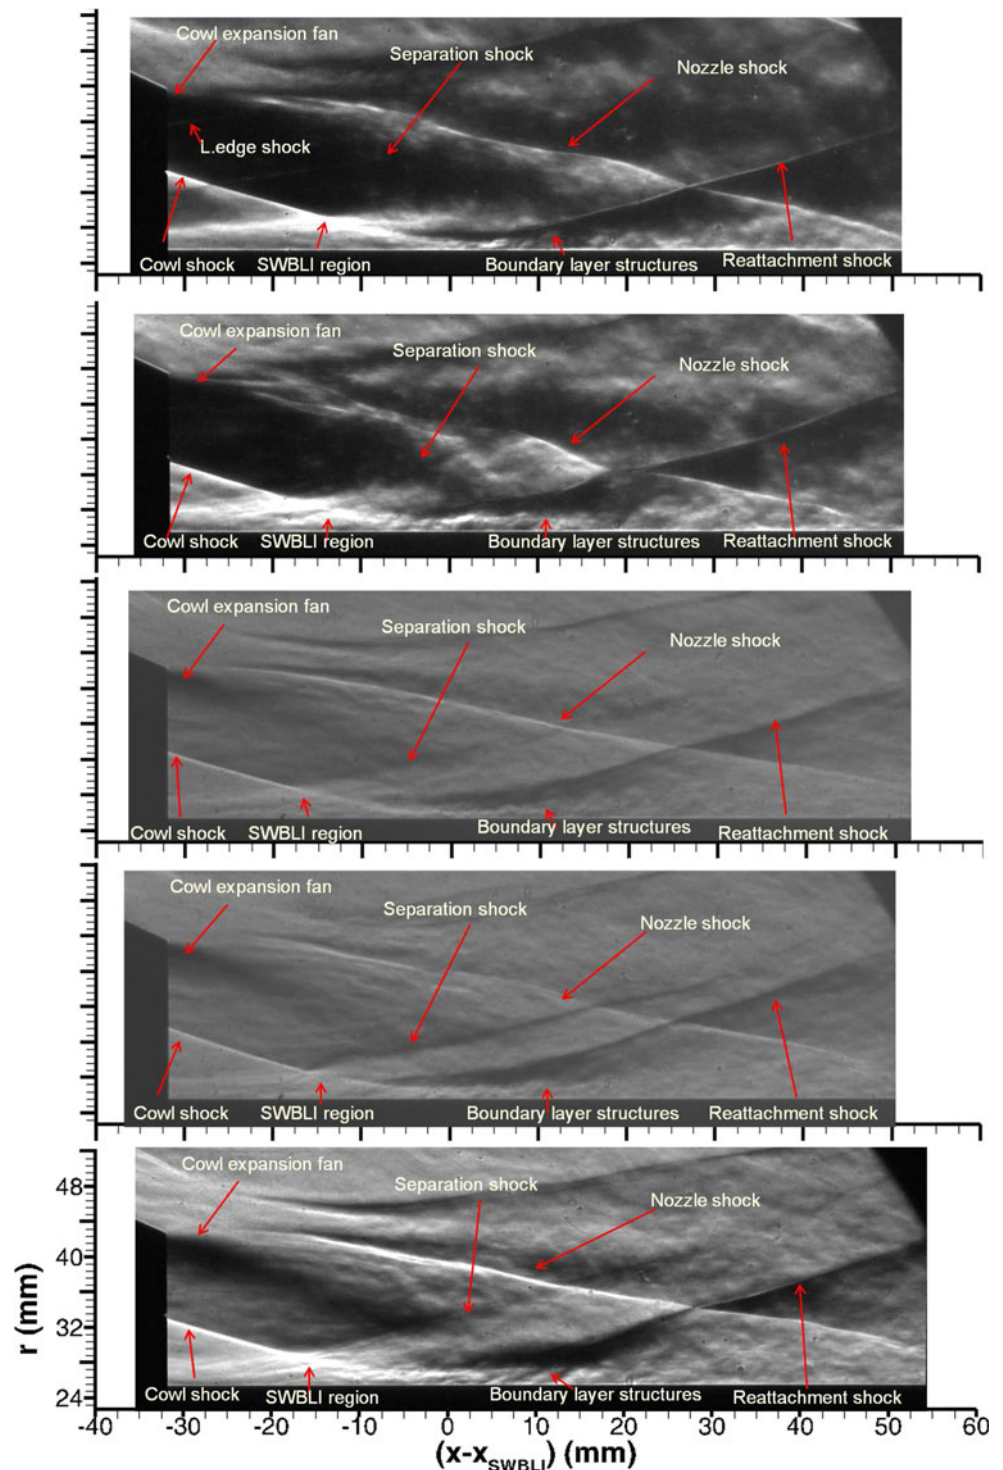 Cowl expansion fan
Separation shock
Nozzle shock
L.edge shock
Cowl shock
SWBLI region
Boundary layer structures
Reattachment shock
Cowl expansion fan
Separation shock
Nozzle shock
Cowl shock
SWBLI region
Boundary layer structures
Reattachment shock
Cowl expansion fan
Separation shock
Nozzle shock
Cowl shock
SWBLI region
Boundary layer structures
Reattachment shock
Cowl expansion fan
Separation shock
Nozzle shock
Cowl shock
SWBLI region
Boundary layer structures
Reattachment shock
Cowl expansion fan
Separation shock
Nozzle shock
48
40
32
24
r (mm)
Cowl shock
SWBLI region
Boundary layer structures
Reattachment shock
-40 -30 -20 -10 0 10 20 30 40 50 60
(x-xSWBLI) (mm)